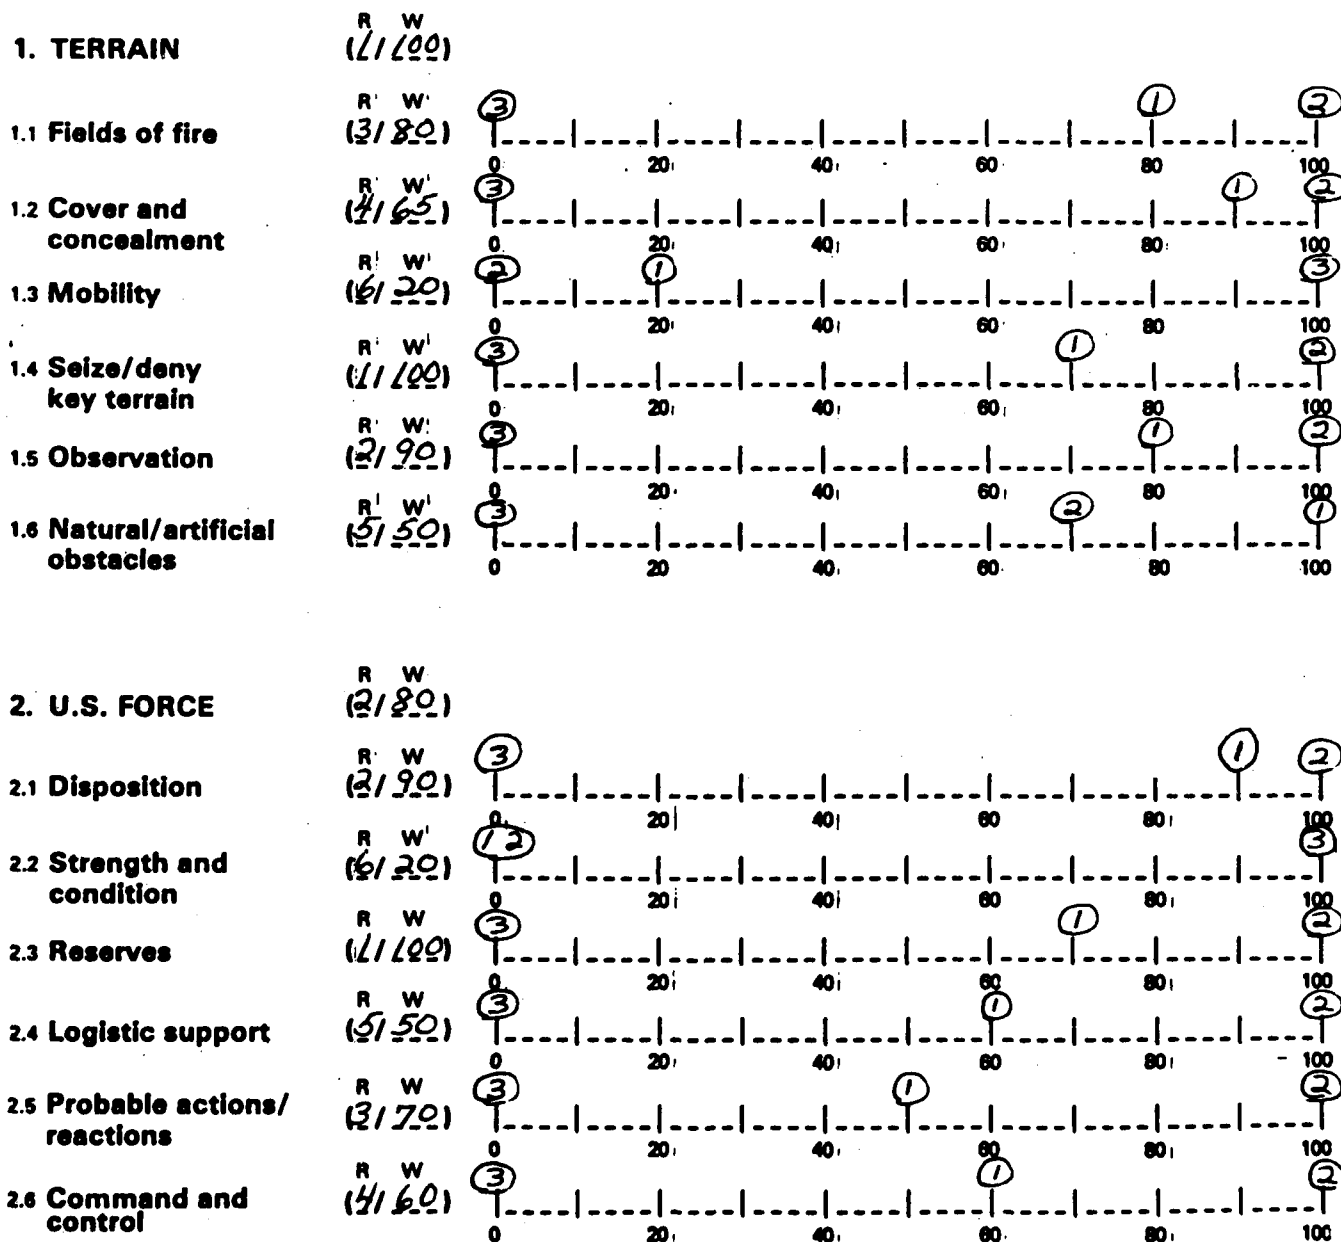 R W
1. TERRAIN (1/100)
R W
3 1 2
1.1 Fields of fire (3/80)
0 20 40 60 80 100
R W
3 1 2
1.2 Cover and (4/65)
concealment
0 20 40 60 80 100
R W
2 1 3
1.3 Mobility (6/20)
0 20 40 60 80 100
R W
3 1 2
1.4 Seize/deny (1/100)
key terrain
0 20 40 60 80 100
R W
3 1 2
1.5 Observation (2/90)
0 20 40 60 80 100
R W
3 2 1
1.6 Natural/artificial (5/50)
obstacles
0 20 40 60 80 100
R W
2. U.S. FORCE (2/80)
R W
3 1 2
2.1 Disposition (2/90)
0 20 40 60 80 100
R W
1 2 3
2.2 Strength and (6/20)
condition
0 20 40 60 80 100
R W
3 1 2
2.3 Reserves (1/100)
0 20 40 60 80 100
R W
3 1 2
2.4 Logistic support (5/50)
0 20 40 60 80 100
R W
3 1 2
2.5 Probable actions/ (3/70)
reactions
0 20 40 60 80 100
R W
3 1 2
2.6 Command and (4/60)
control
0 20 40 60 80 100